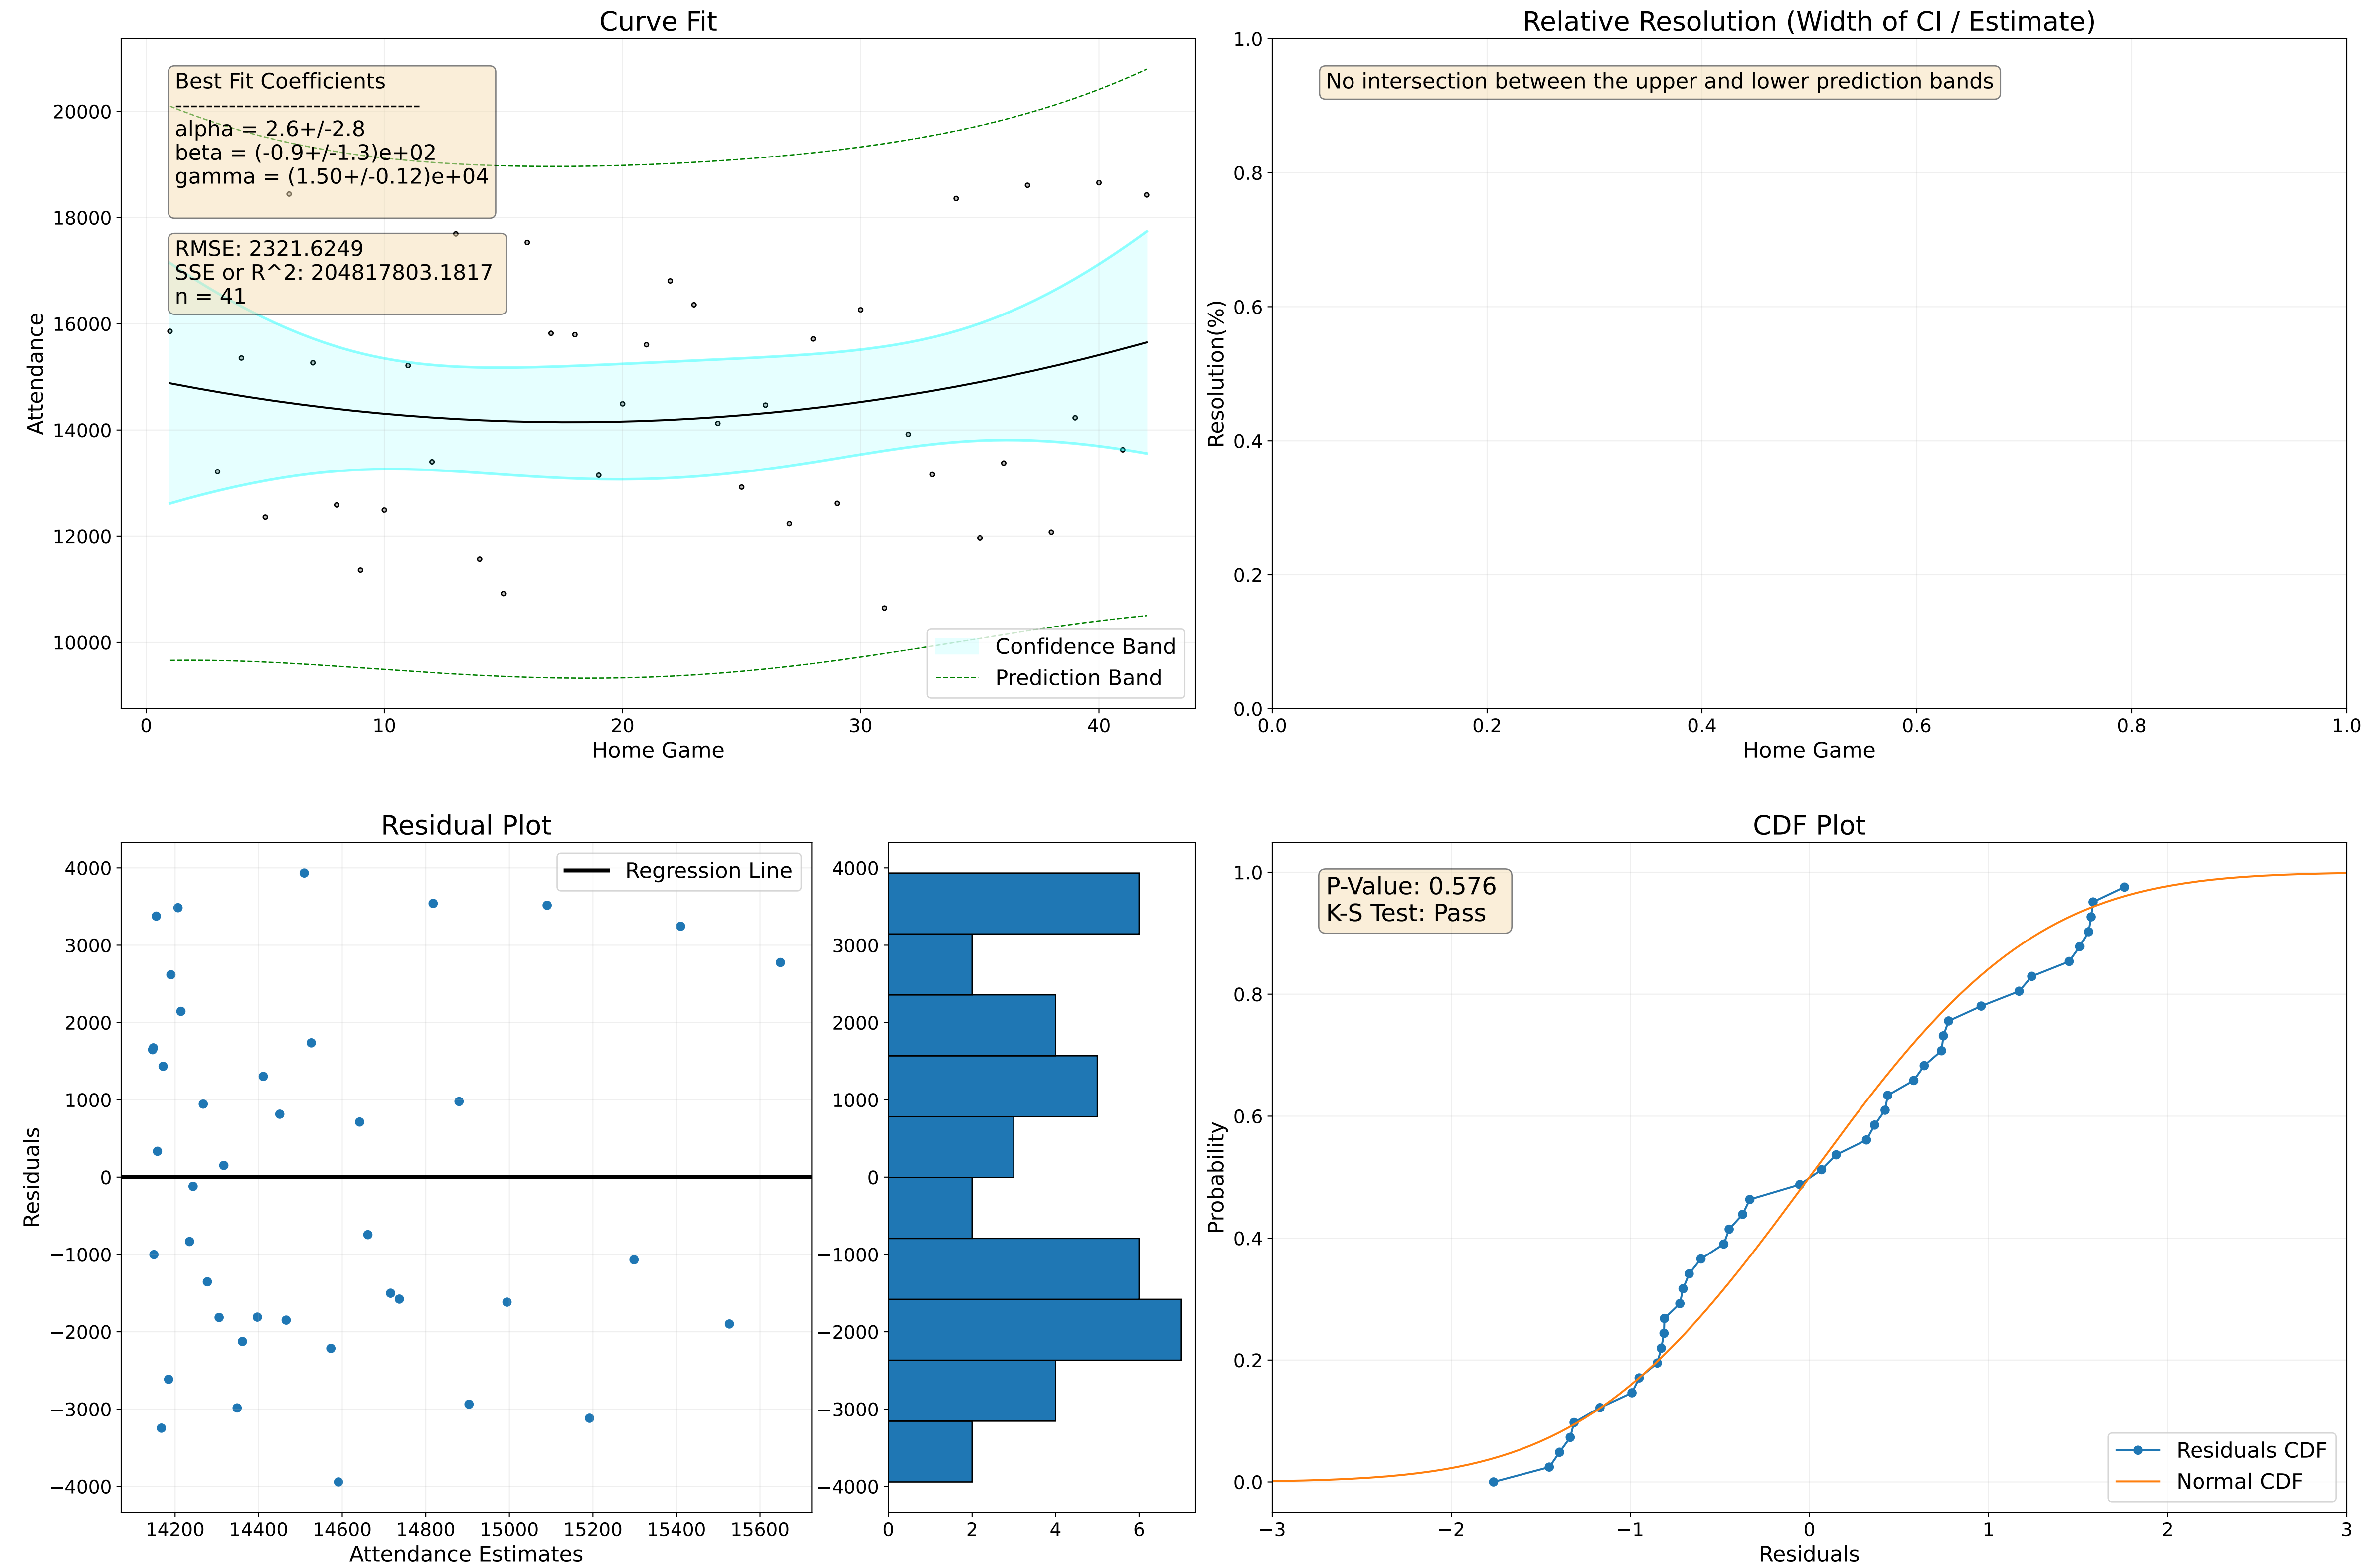 Curve Fit
Best Fit Coefficients
------------------------------
alpha = 2.6+/-2.8
beta = (-0.9+/-1.3)e+02
gamma = (1.50+/-0.12)e+04
RMSE: 2321.6249
SSE or R^2: 204817803.1817
n = 41
Attendance
20000
18000
16000
14000
12000
10000
Confidence Band
Prediction Band
0 10 20 30 40
Home Game
Relative Resolution (Width of CI / Estimate)
No intersection between the upper and lower prediction bands
Resolution(%)
1.0
0.8
0.6
0.4
0.2
0.0
0.0 0.2 0.4 0.6 0.8 1.0
Home Game
Residual Plot
Regression Line
Residuals
4000
3000
2000
1000
0
−1000
−2000
−3000
−4000
14200 14400 14600 14800 15000 15200 15400 15600
Attendance Estimates
4000
3000
2000
1000
0
−1000
−2000
−3000
−4000
0 2 4 6
CDF Plot
P-Value: 0.576
K-S Test: Pass
Probability
1.0
0.8
0.6
0.4
0.2
0.0
Residuals CDF
Normal CDF
−3 −2 −1 0 1 2 3
Residuals